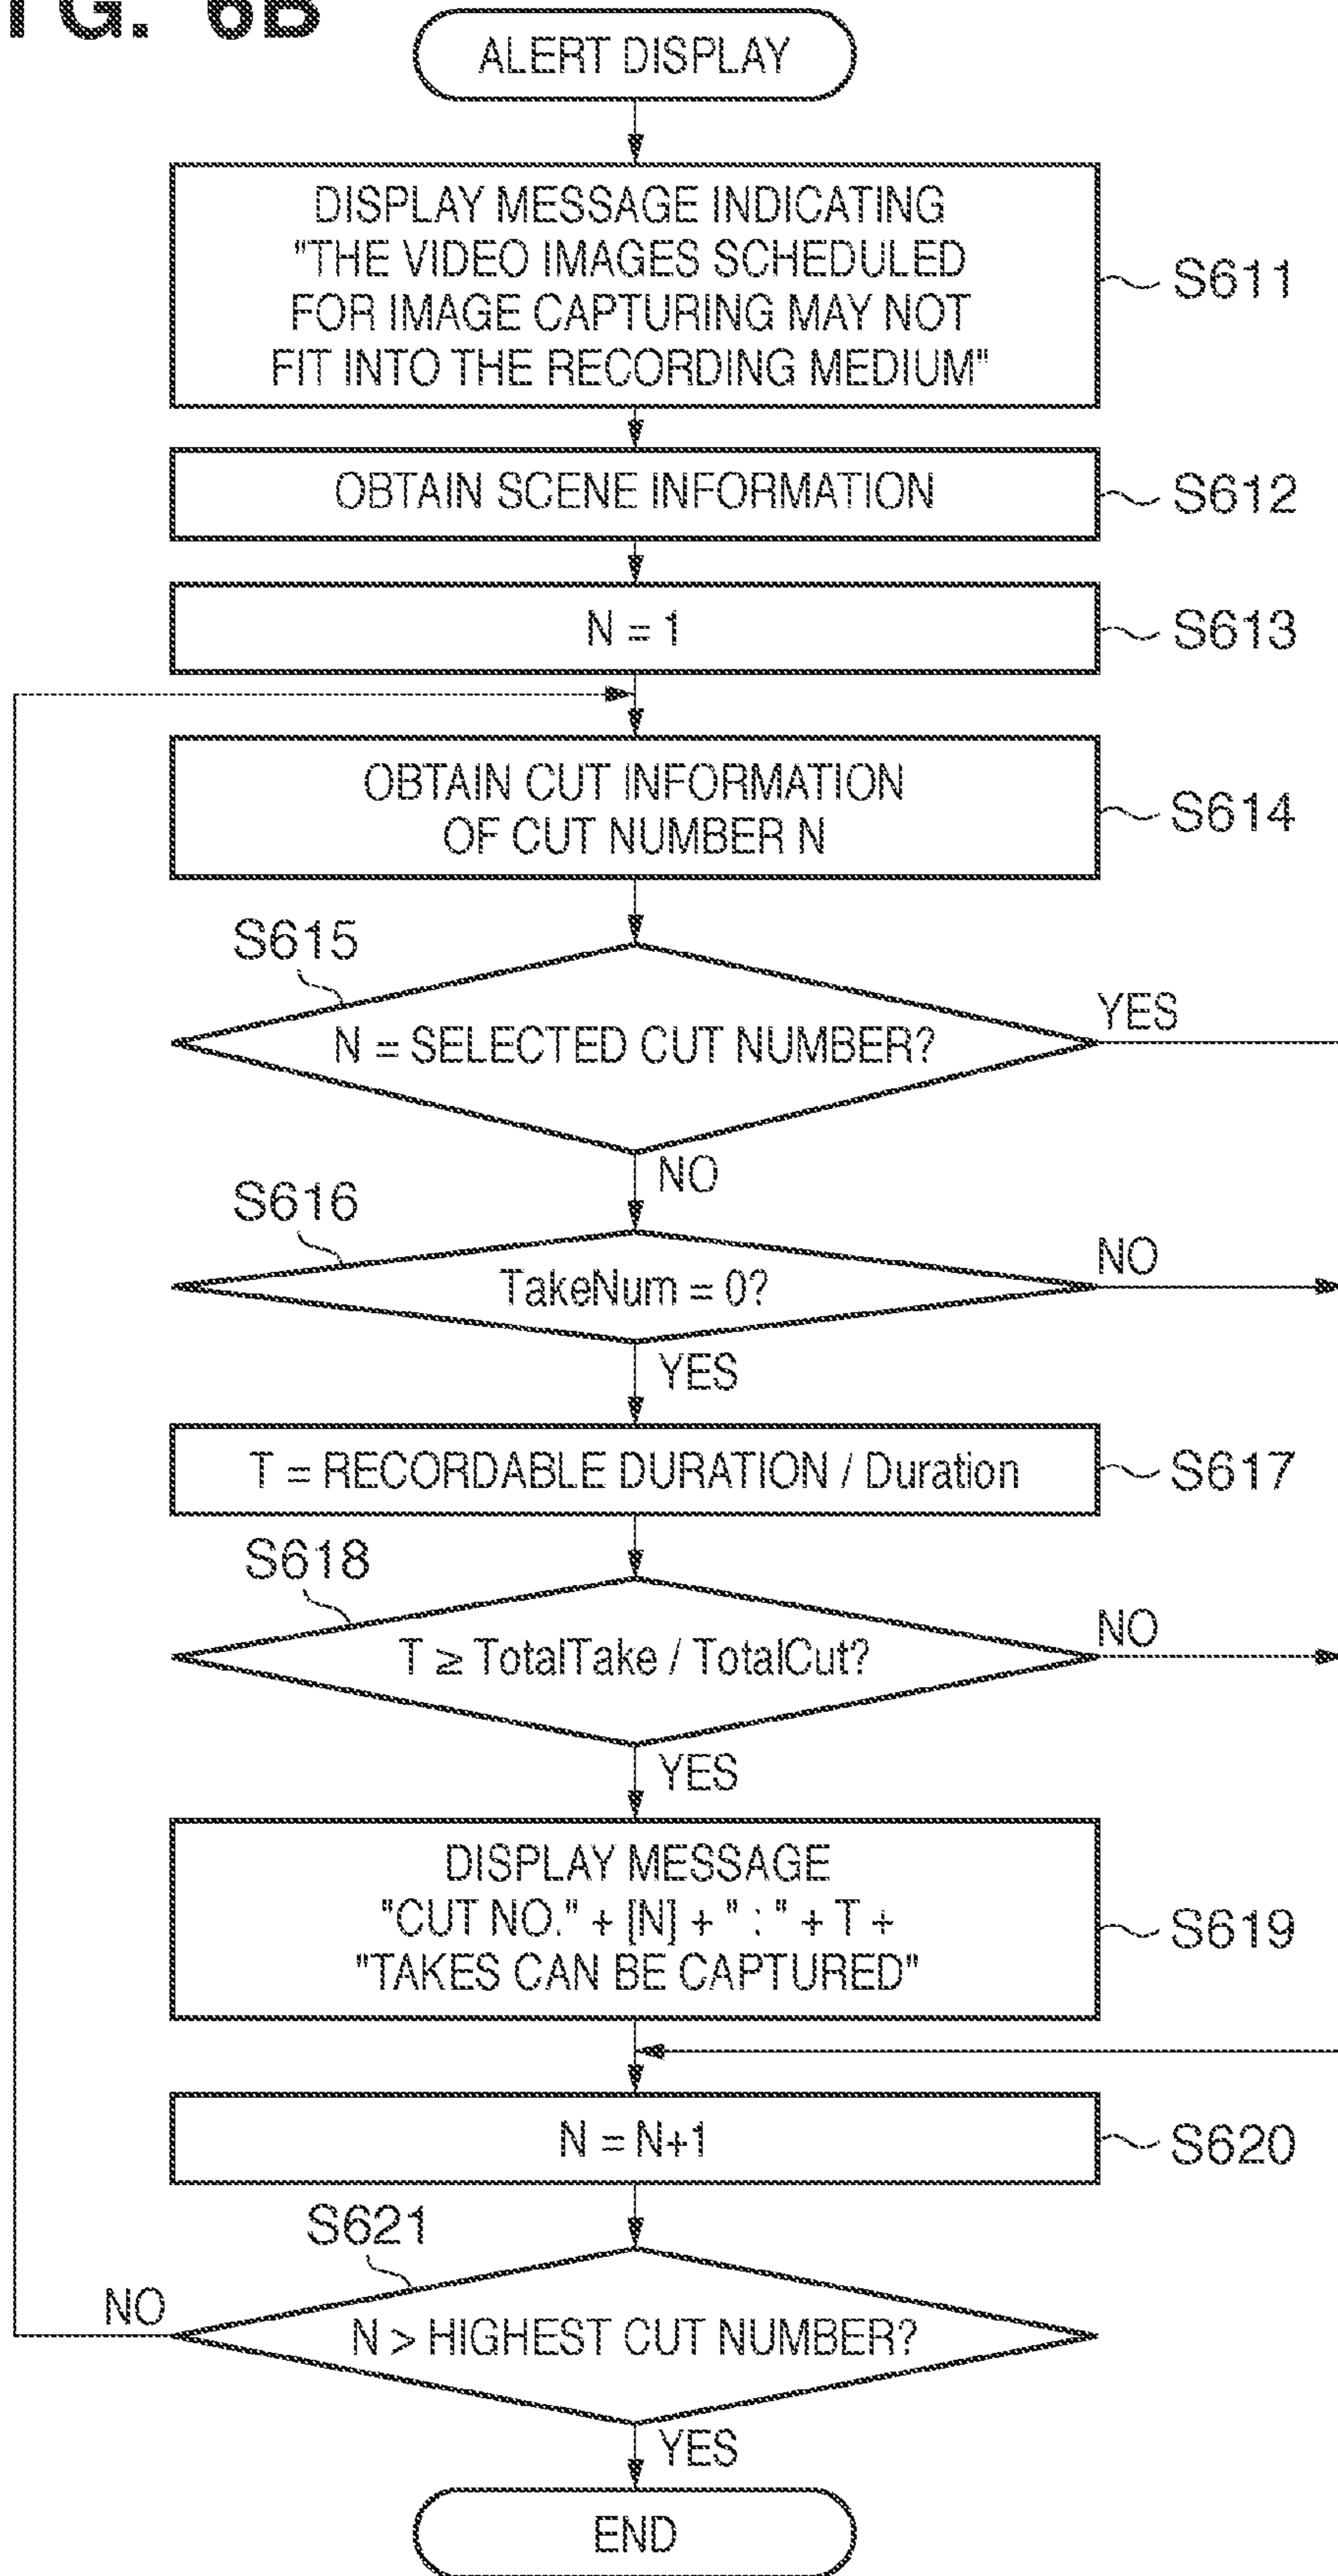 FIG. 6B
ALERT DISPLAY
DISPLAY MESSAGE INDICATING
"THE VIDEO IMAGES SCHEDULED
FOR IMAGE CAPTURING MAY NOT
FIT INTO THE RECORDING MEDIUM"
S611
OBTAIN SCENE INFORMATION
S612
N = 1
S613
OBTAIN CUT INFORMATION
OF CUT NUMBER N
S614
S615
N = SELECTED CUT NUMBER?
YES
NO
S616
TakeNum = 0?
NO
YES
T = RECORDABLE DURATION / Duration
S617
S618
T ≥ TotalTake / TotalCut?
NO
YES
DISPLAY MESSAGE
"CUT NO." + [N] + " : " + T +
"TAKES CAN BE CAPTURED"
S619
N = N+1
S620
S621
N > HIGHEST CUT NUMBER?
NO
YES
END